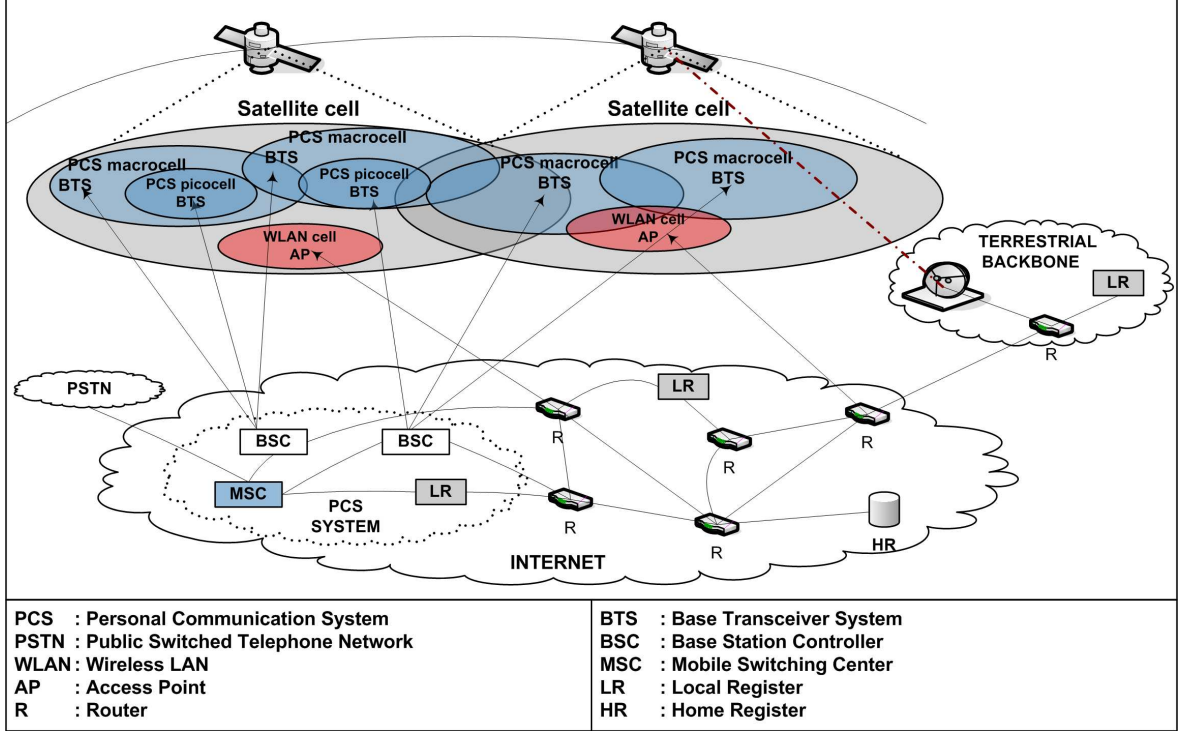 Satellite cell
Satellite cell
PCS macrocell
BTS
PCS macrocell
BTS
PCS picocell
BTS
PCS picocell
BTS
PCS macrocell
BTS
PCS macrocell
BTS
WLAN cell
AP
WLAN cell
AP
TERRESTRIAL
BACKBONE
LR
R
PSTN
BSC
BSC
MSC
LR
PCS
SYSTEM
LR
R
R
R
R
R
HR
INTERNET
PCS : Personal Communication System
PSTN : Public Switched Telephone Network
WLAN : Wireless LAN
AP : Access Point
R : Router
BTS : Base Transceiver System
BSC : Base Station Controller
MSC : Mobile Switching Center
LR : Local Register
HR : Home Register